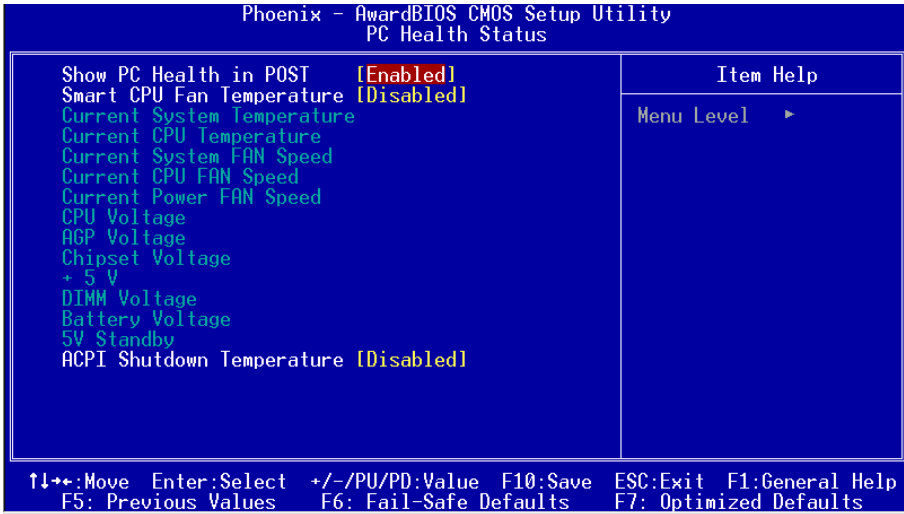 Phoenix - AwardBIOS CMOS Setup Utility
PC Health Status
Show PC Health in POST [Enabled]
Smart CPU Fan Temperature [Disabled]
Current System Temperature
Current CPU Temperature
Current System FAN Speed
Current CPU FAN Speed
Current Power FAN Speed
CPU Voltage
AGP Voltage
Chipset Voltage
+ 5 V
DIMM Voltage
Battery Voltage
5V Standby
ACPI Shutdown Temperature [Disabled]
Item Help
Menu Level ►
↑↓→←:Move Enter:Select +/-/PU/PD:Value F10:Save ESC:Exit F1:General Help
F5: Previous Values F6: Fail-Safe Defaults F7: Optimized Defaults